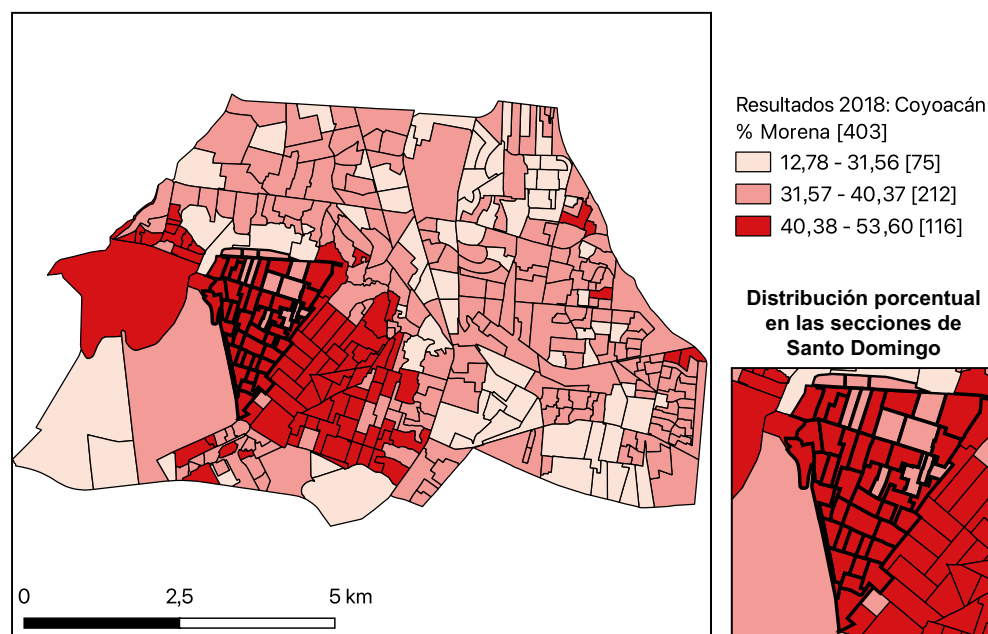 Resultados 2018: Coyoacán
% Morena [403]
12,78 - 31,56 [75]
31,57 - 40,37 [212]
40,38 - 53,60 [116]
Distribución porcentual
en las secciones de
Santo Domingo
0 2,5 5 km